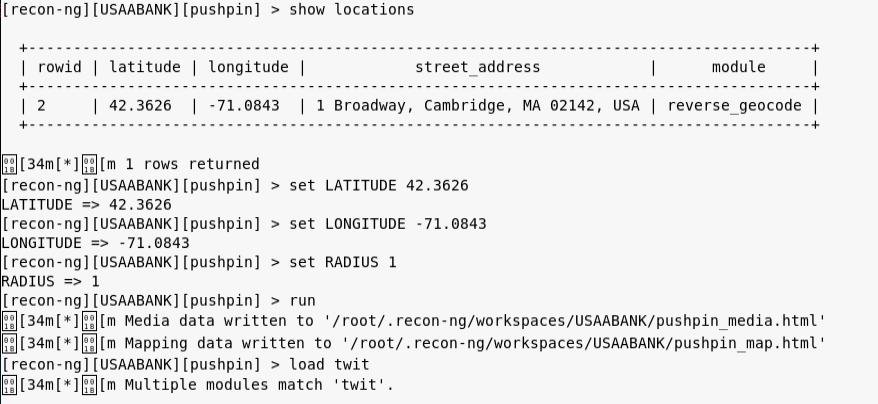 [recon-ng][USAABANK][pushpin] > show locations
+---------------------------------------------------------------------------------------+
| rowid | latitude | longitude | street_address | module |
+---------------------------------------------------------------------------------------+
| 2 | 42.3626 | -71.0843 | 1 Broadway, Cambridge, MA 02142, USA | reverse_geocode |
+---------------------------------------------------------------------------------------+
[34m[*][m 1 rows returned
[recon-ng][USAABANK][pushpin] > set LATITUDE 42.3626
LATITUDE => 42.3626
[recon-ng][USAABANK][pushpin] > set LONGITUDE -71.0843
LONGITUDE => -71.0843
[recon-ng][USAABANK][pushpin] > set RADIUS 1
RADIUS => 1
[recon-ng][USAABANK][pushpin] > run
[34m[*][m Media data written to '/root/.recon-ng/workspaces/USAABANK/pushpin_media.html'
[34m[*][m Mapping data written to '/root/.recon-ng/workspaces/USAABANK/pushpin_map.html'
[recon-ng][USAABANK][pushpin] > load twit
[34m[*][m Multiple modules match 'twit'.